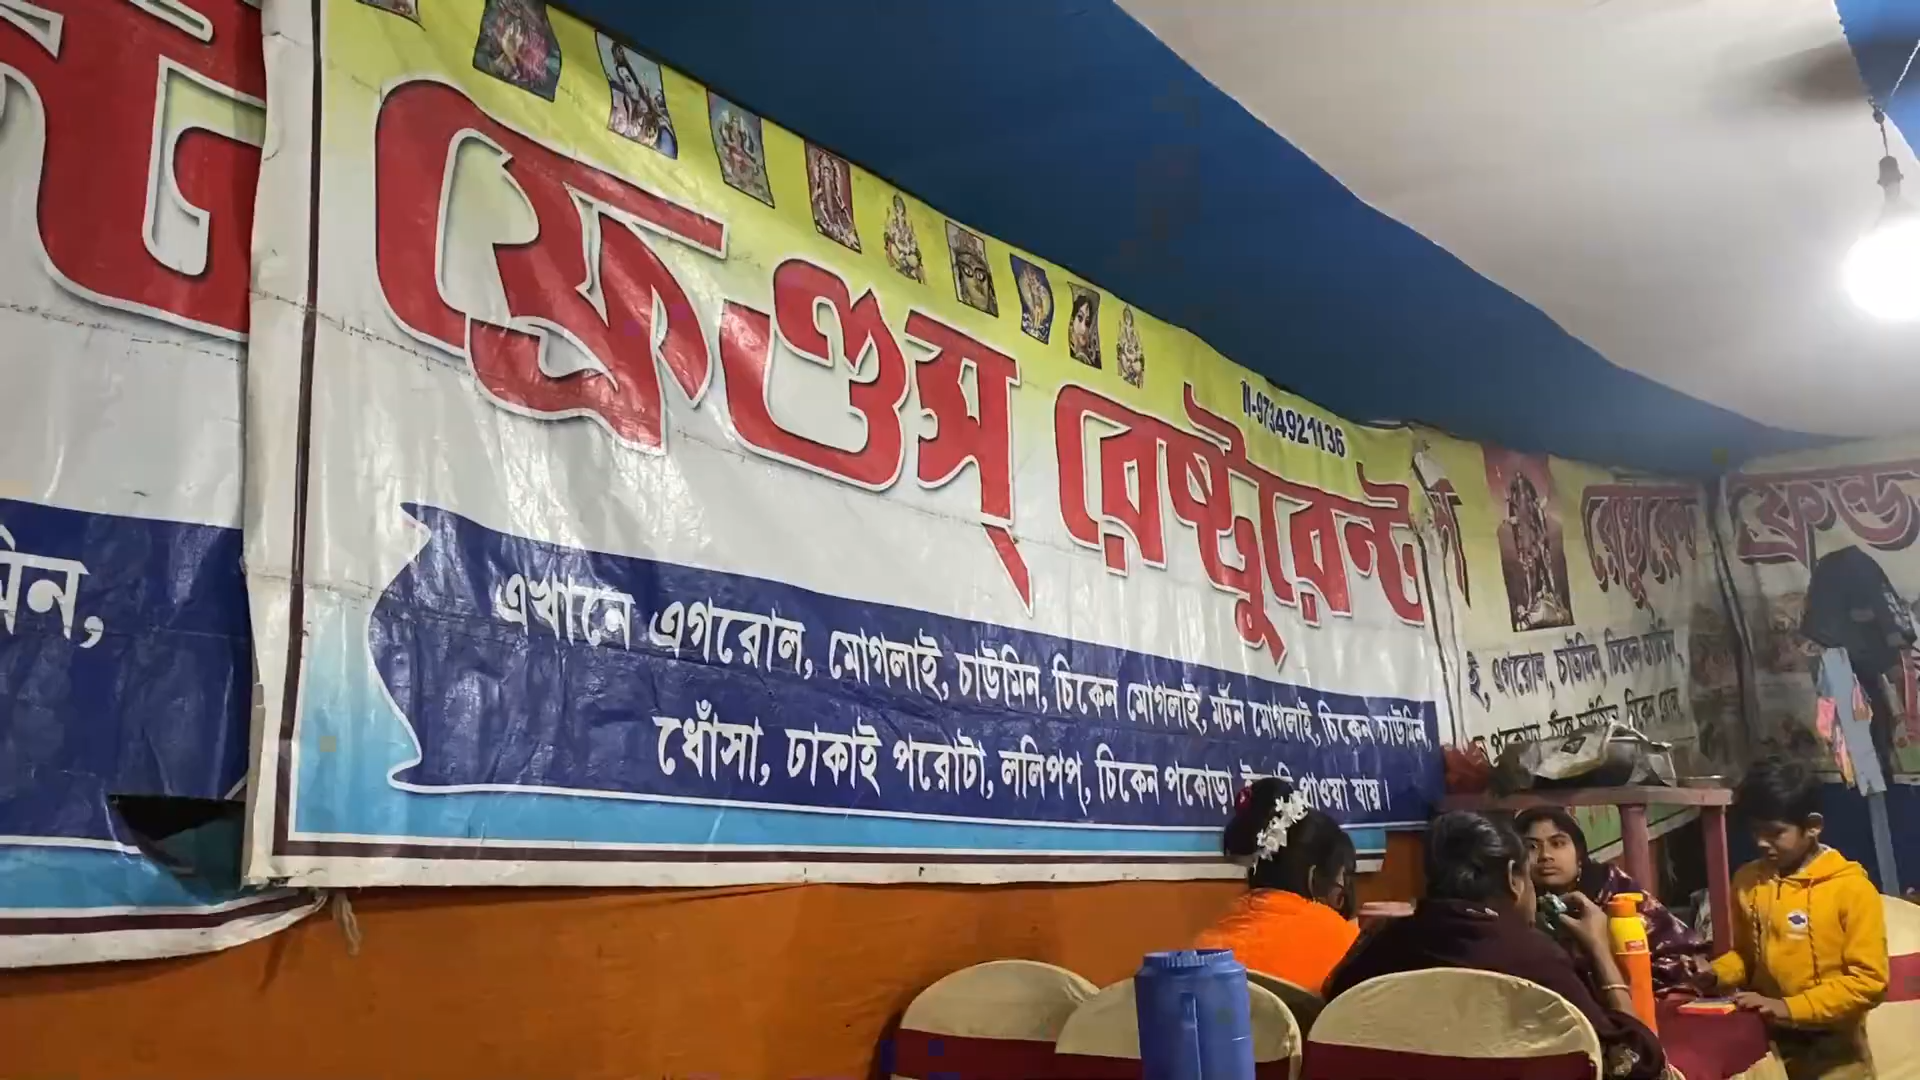 ট
মিন,
ফ্রেণ্ডস্ রেষ্টুরেন্ট
M-9734921136
এখানে এগরোল, মোগলাই, চাউমিন, চিকেন মোগলাই, মটন মোগলাই, চিকেন চাউমিন,
ধোঁসা, ঢাকাই পরোটা, ললিপপ্, চিকেন পকোড়া পাওয়া যায়।
রেষ্টুরেন্ট
ই, এগরোল, চাউমিন, চিকেন
ফ্রেন্ড